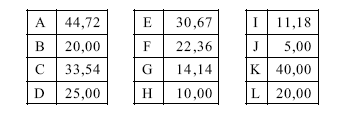 A 44,72 E 30,67 I 11,18
B 20,00 F 22,36 J 5,00
C 33,54 G 14,14 K 40,00
D 25,00 H 10,00 L 20,00